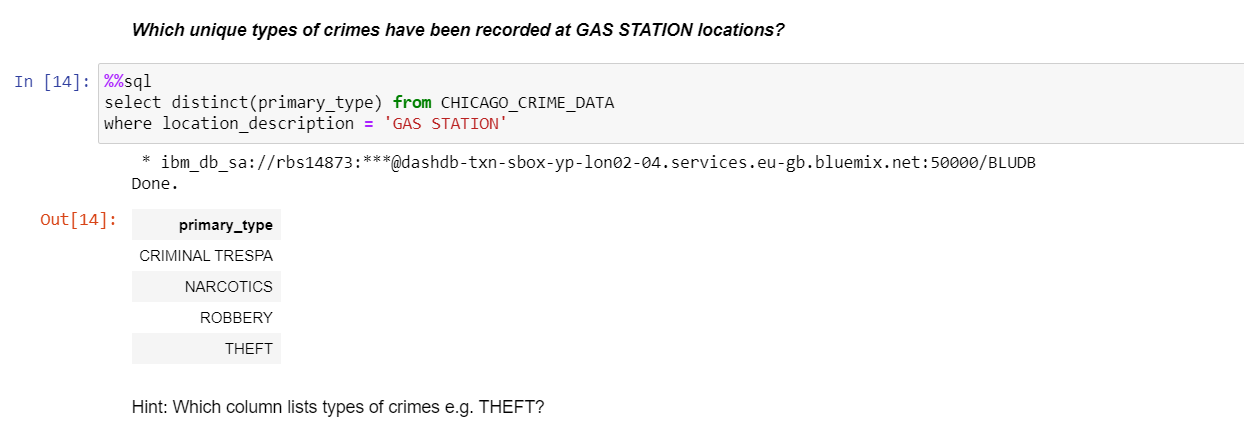 Which unique types of crimes have been recorded at GAS STATION locations?
In [14]: %%sql
select distinct(primary_type) from CHICAGO_CRIME_DATA
where location_description = 'GAS STATION'
* ibm_db_sa://rbs14873:***@dashdb-txn-sbox-yp-lon02-04.services.eu-gb.bluemix.net:50000/BLUDB
Done.
Out[14]: primary_type
CRIMINAL TRESPA
NARCOTICS
ROBBERY
THEFT
Hint: Which column lists types of crimes e.g. THEFT?